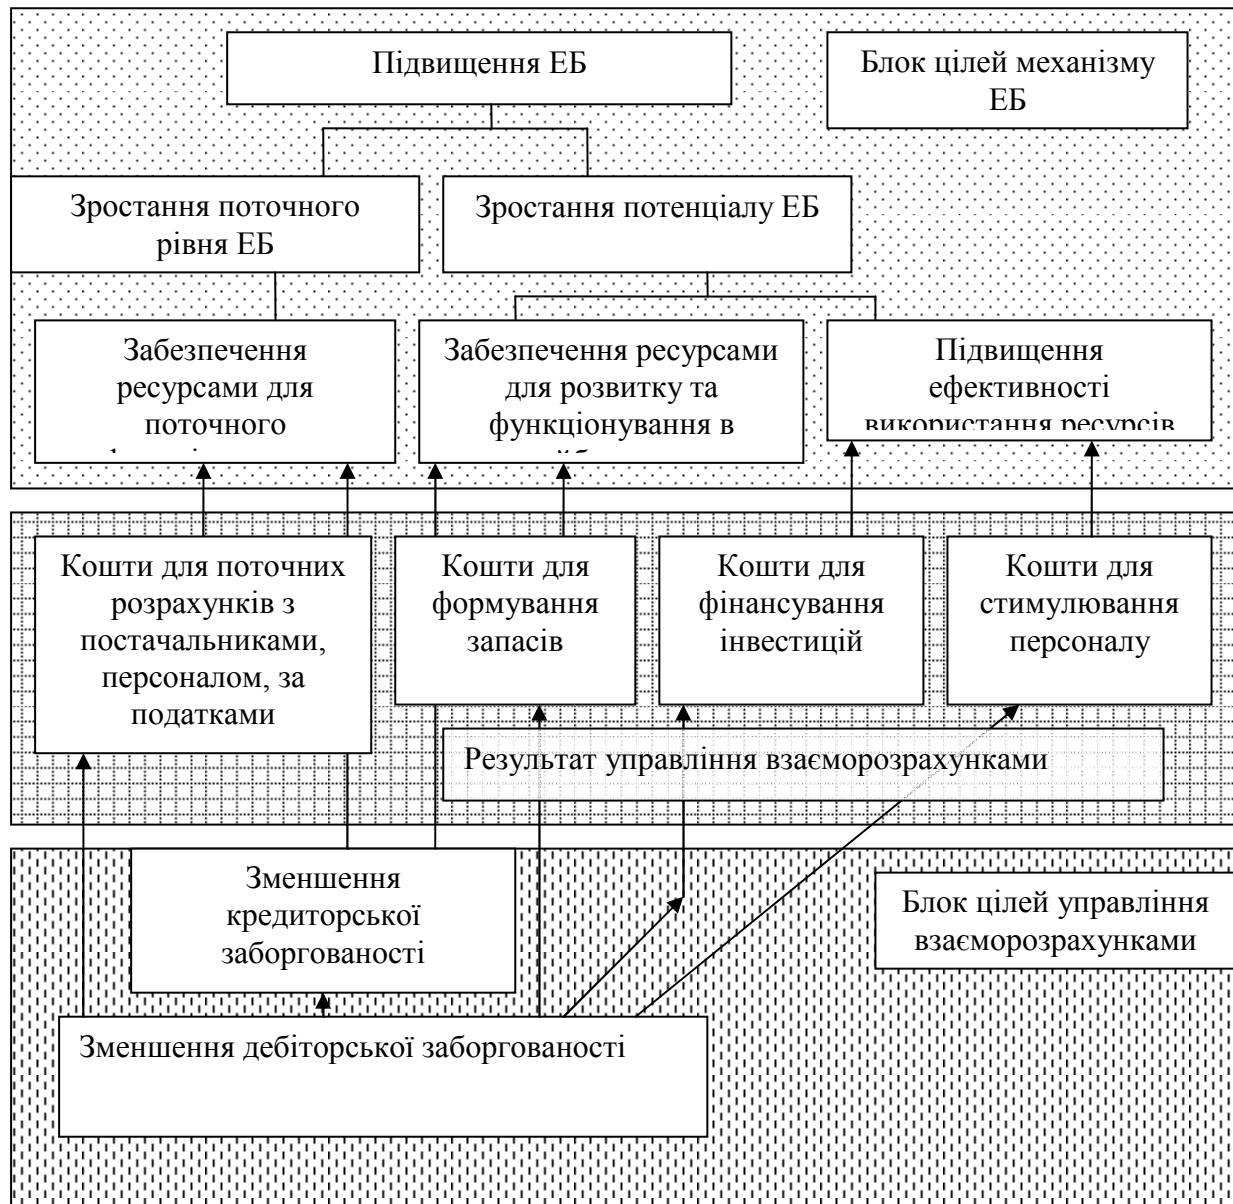 Підвищення ЕБ
Блок цілей механізму
ЕБ
Зростання поточного
рівня ЕБ
Зростання потенціалу ЕБ
Забезпечення
ресурсами для
поточного
Забезпечення ресурсами
для розвитку та
функціонування в
Підвищення
ефективності
використання ресурсів
Кошти для поточних
розрахунків з
постачальниками,
персоналом, за
податками
Кошти для
формування
запасів
Кошти для
фінансування
інвестицій
Кошти для
стимулювання
персоналу
Результат управління взаєморозрахунками
Зменшення
кредиторської
заборгованості
Блок цілей управління
взаєморозрахунками
Зменшення дебіторської заборгованості